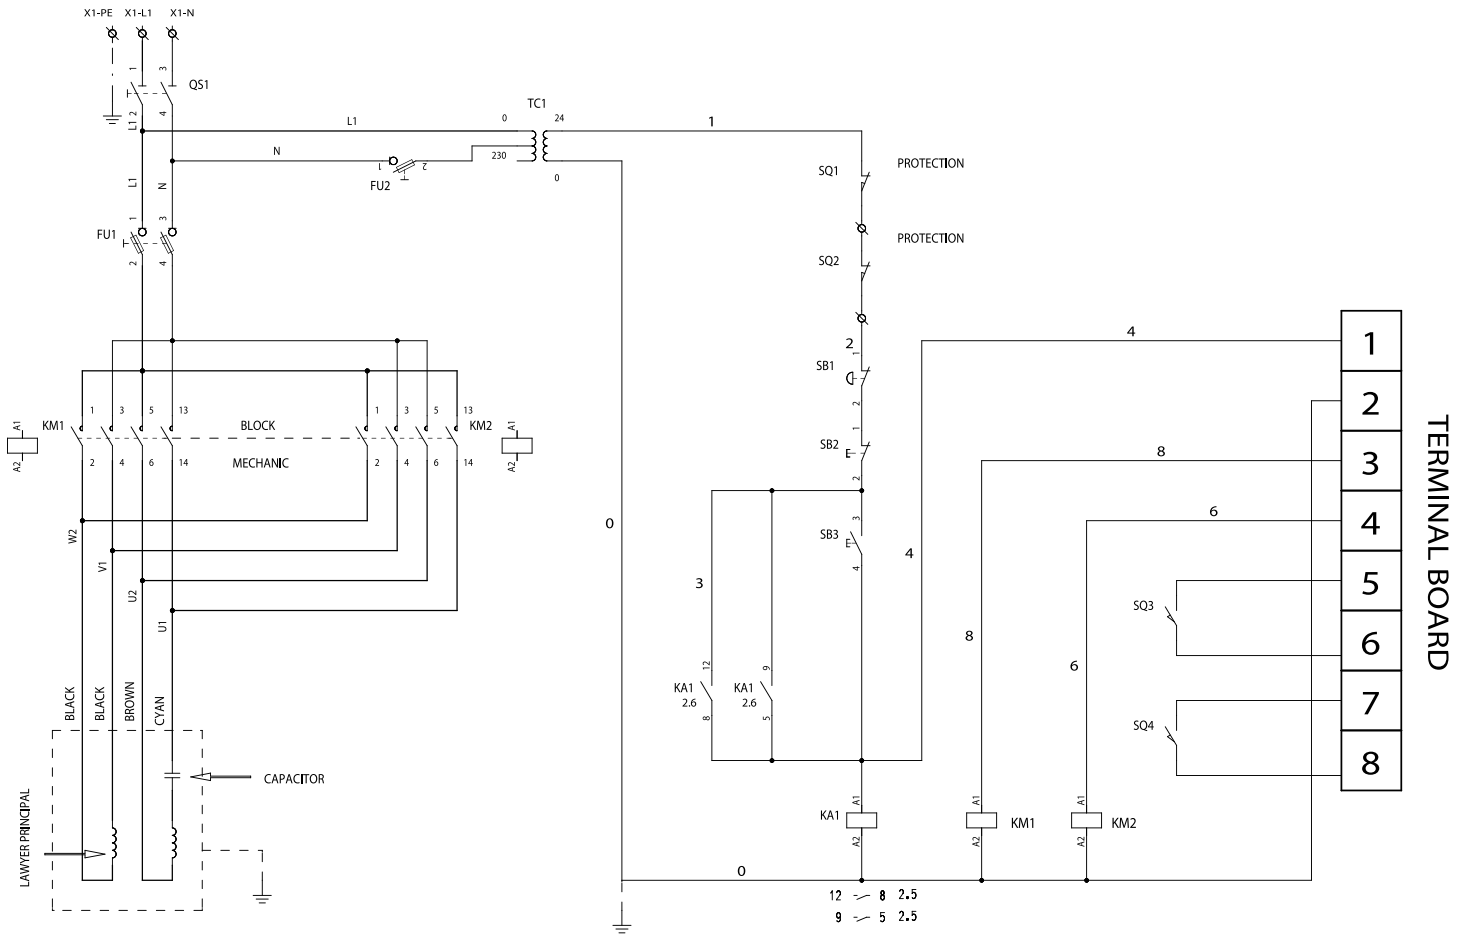 X1-PE X1-L1 X1-N
1 3
QS1
2 4
L1
L1
N
TC1
0 24
230
0
1
1 2
FU2
L1 N
1 3
FU1
2 4
SQ1
PROTECTION
PROTECTION
SQ2
2
1
SB1
2
1
SB2
2
3
SB3
4
4
1
2
3
4
5
6
7
8
TERMINAL BOARD
A1
A2
KM1
1 3 5 13
BLOCK
1 3 5 13
KM2
A1
A2
2 4 6 14
MECHANIC
2 4 6 14
W2
V1
U2
U1
0
3
4
8
6
8
6
SQ3
SQ4
12
KA1
2.6
8
9
KA1
2.6
5
BLACK
BLACK
BROWN
CYAN
CAPACITOR
LAWYER PRINCIPAL
A1
KA1
A2
A1
KM1
A2
A1
KM2
A2
0
12 8 2.5
9 5 2.5